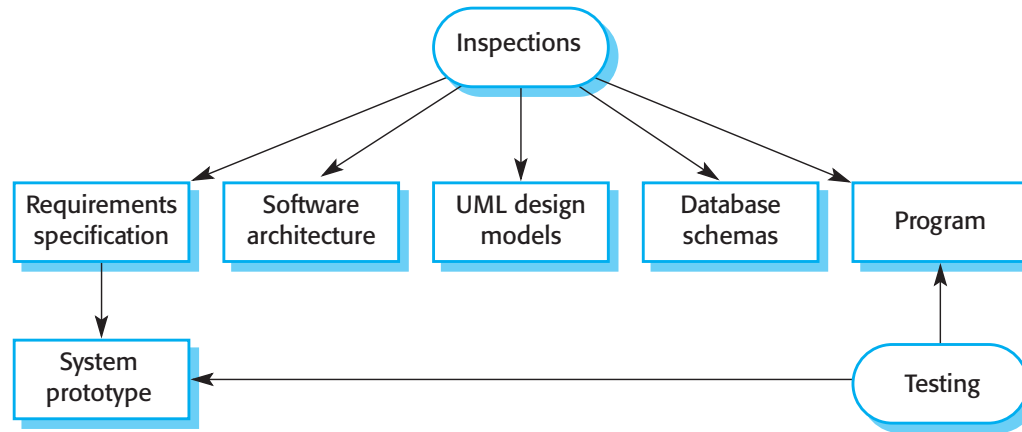 Inspections
Requirements
specification
Software
architecture
UML design
models
Database
schemas
Program
System
prototype
Testing